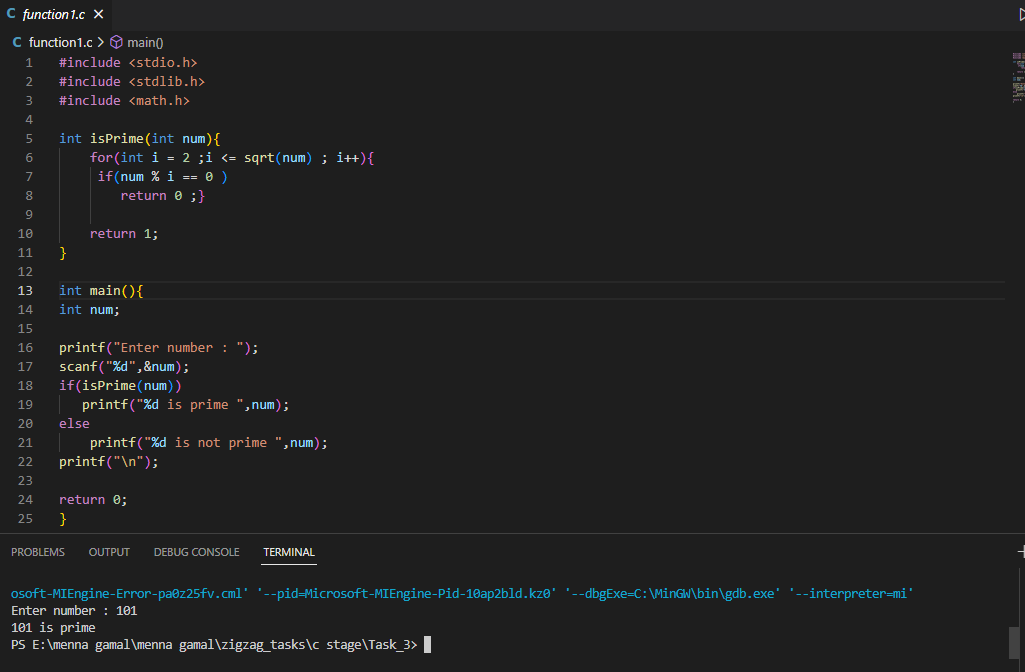 C function1.c ×
C function1.c > main()
1 #include <stdio.h>
2 #include <stdlib.h>
3 #include <math.h>
4
5 int isPrime(int num){
6 for(int i = 2 ;i <= sqrt(num) ; i++){
7 if(num % i == 0 )
8 return 0 ;}
9
10 return 1;
11 }
12
13 int main(){
14 int num;
15
16 printf("Enter number : ");
17 scanf("%d",&num);
18 if(isPrime(num))
19 printf("%d is prime ",num);
20 else
21 printf("%d is not prime ",num);
22 printf("\n");
23
24 return 0;
25 }
PROBLEMS OUTPUT DEBUG CONSOLE TERMINAL
osoft-MIEngine-Error-pa0z25fv.cml' '--pid=Microsoft-MIEngine-Pid-10ap2bld.kz0' '--dbgExe=C:\MinGW\bin\gdb.exe' '--interpreter=mi'
Enter number : 101
101 is prime
PS E:\menna gamal\menna gamal\zigzag_tasks\c stage\Task_3>